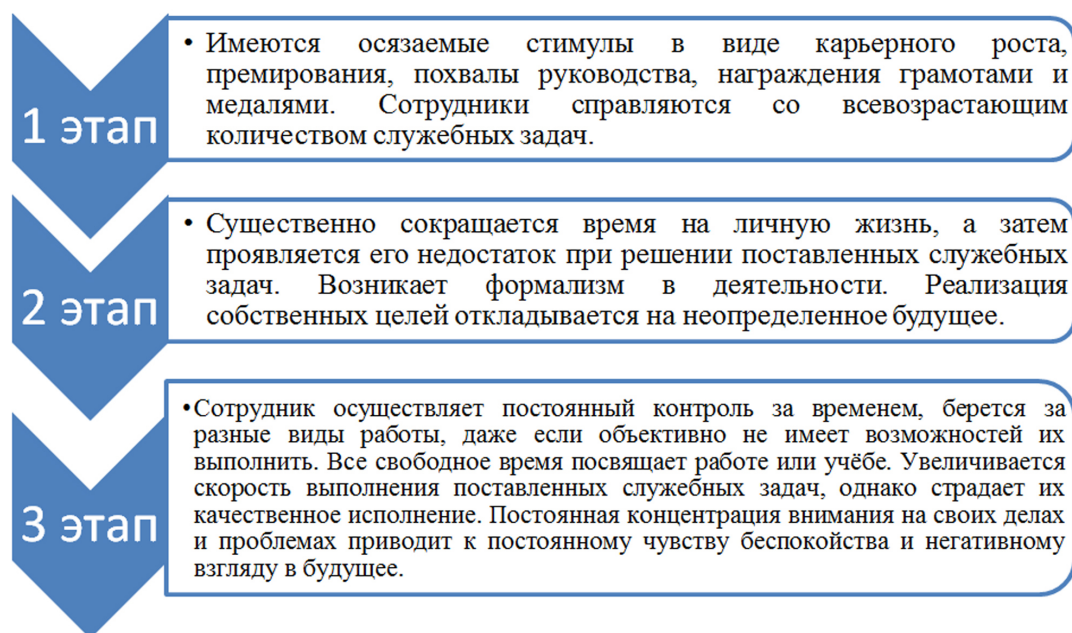 1 этап
• Имеются осязаемые стимулы в виде карьерного роста,
премирования, похвалы руководства, награждения грамотами и
медалями. Сотрудники справляются со всевозрастающим
количеством служебных задач.
2 этап
• Существенно сокращается время на личную жизнь, а затем
проявляется его недостаток при решении поставленных служебных
задач. Возникает формализм в деятельности. Реализация
собственных целей откладывается на неопределенное будущее.
3 этап
•Сотрудник осуществляет постоянный контроль за временем, берется за
разные виды работы, даже если объективно не имеет возможностей их
выполнить. Все свободное время посвящает работе или учёбе. Увеличивается
скорость выполнения поставленных служебных задач, однако страдает их
качественное исполнение. Постоянная концентрация внимания на своих делах
и проблемах приводит к постоянному чувству беспокойства и негативному
взгляду в будущее.